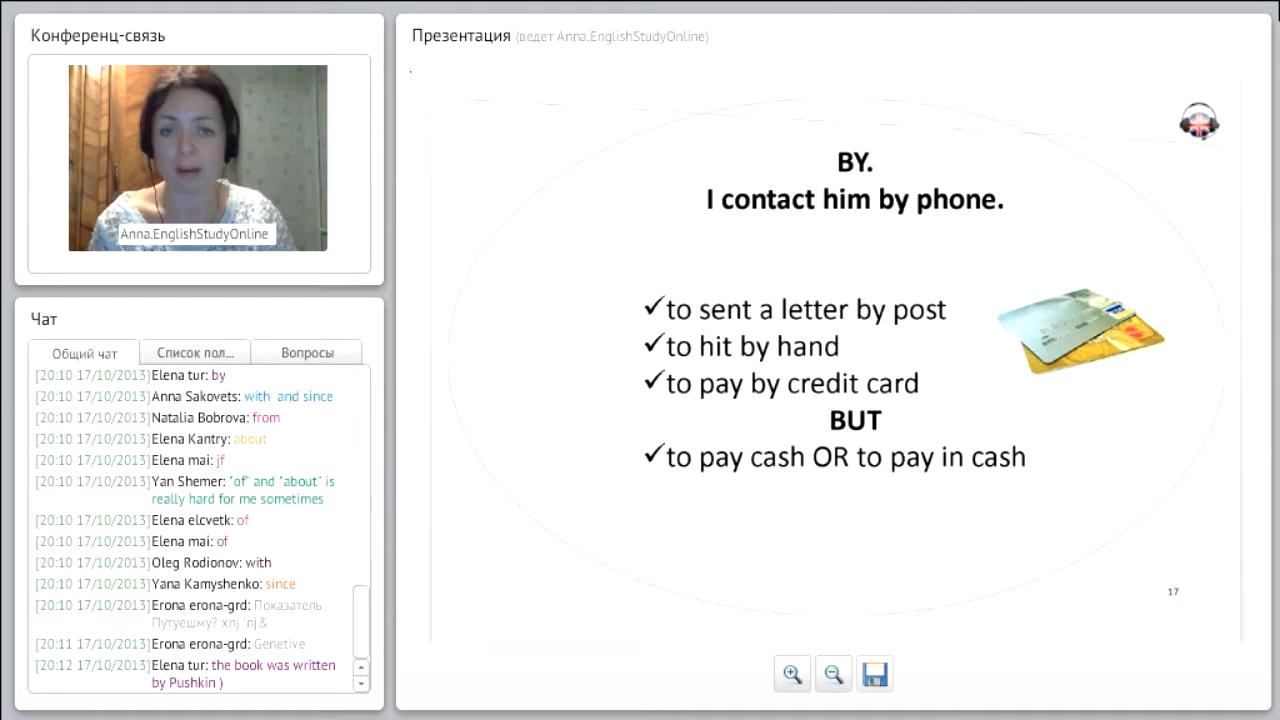 Конференц-связь
Anna.EnglishStudyOnline
Чат
Общий чат
Список пол...
Вопросы
[20:10 17/10/2013]Elena tur: by
[20:10 17/10/2013]Anna Sakovets: with and since
[20:10 17/10/2013]Natalia Bobrova: from
[20:10 17/10/2013]Elena Kantry: about
[20:10 17/10/2013]Elena mai: jf
[20:10 17/10/2013]Yan Shemer: "of" and "about" is
really hard for me sometimes
[20:10 17/10/2013]Elena elcvetk: of
[20:10 17/10/2013]Elena mai: of
[20:10 17/10/2013]Oleg Rodionov: with
[20:10 17/10/2013]Yana Kamyshenko: since
[20:10 17/10/2013]Erona erona-grd: Показатель
Путуешму? хпj 'пj&
[20:11 17/10/2013]Erona erona-grd: Genetive
[20:12 17/10/2013]Elena tur: the book was written
by Pushkin )
Презентация (ведет Anna.EnglishStudyOnline)
BY.
I contact him by phone.
✓to sent a letter by post
✓to hit by hand
✓to pay by credit card
BUT
✓to pay cash OR to pay in cash
17